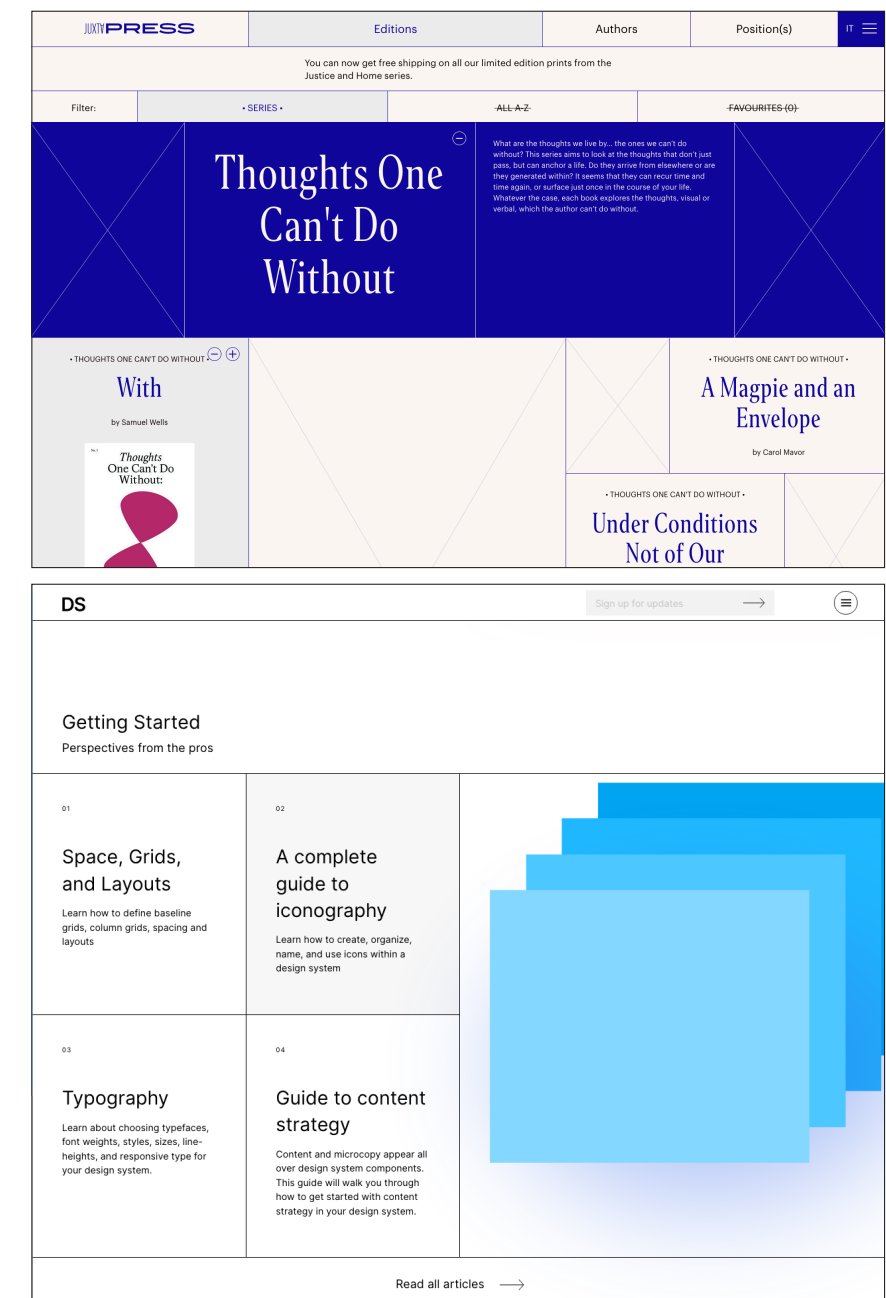 JUXTAPRESS
Editions
Authors
Position(s)
IT
You can now get free shipping on all our limited edition prints from the
Justice and Home series.
Filter:
• SERIES •
ALL A-Z
FAVOURITES (0)
Thoughts One
Can't Do
Without
What are the thoughts we live by... the ones we can't do
without? This series aims to look at the thoughts that don't just
pass, but can anchor a life. Do they arrive from elsewhere or are
they generated within? It seems that they can recur time and
time again, or surface just once in the course of your life.
Whatever the case, each book explores the thoughts, visual or
verbal, which the author can't do without.
• THOUGHTS ONE CAN'T DO WITHOUT •
With
by Samuel Wells
Thoughts
One Can't Do
Without:
• THOUGHTS ONE CAN'T DO WITHOUT •
A Magpie and an
Envelope
by Carol Mavor
• THOUGHTS ONE CAN'T DO WITHOUT •
Under Conditions
Not of Our
DS
Sign up for updates
Getting Started
Perspectives from the pros
01
Space, Grids,
and Layouts
Learn how to define baseline
grids, column grids, spacing and
layouts
02
A complete
guide to
iconography
Learn how to create, organize,
name, and use icons within a
design system
03
Typography
Learn about choosing typefaces,
font weights, styles, sizes, line-
heights, and responsive type for
your design system.
04
Guide to content
strategy
Content and microcopy appear all
over design system components.
This guide will walk you through
how to get started with content
strategy in your design system.
Read all articles